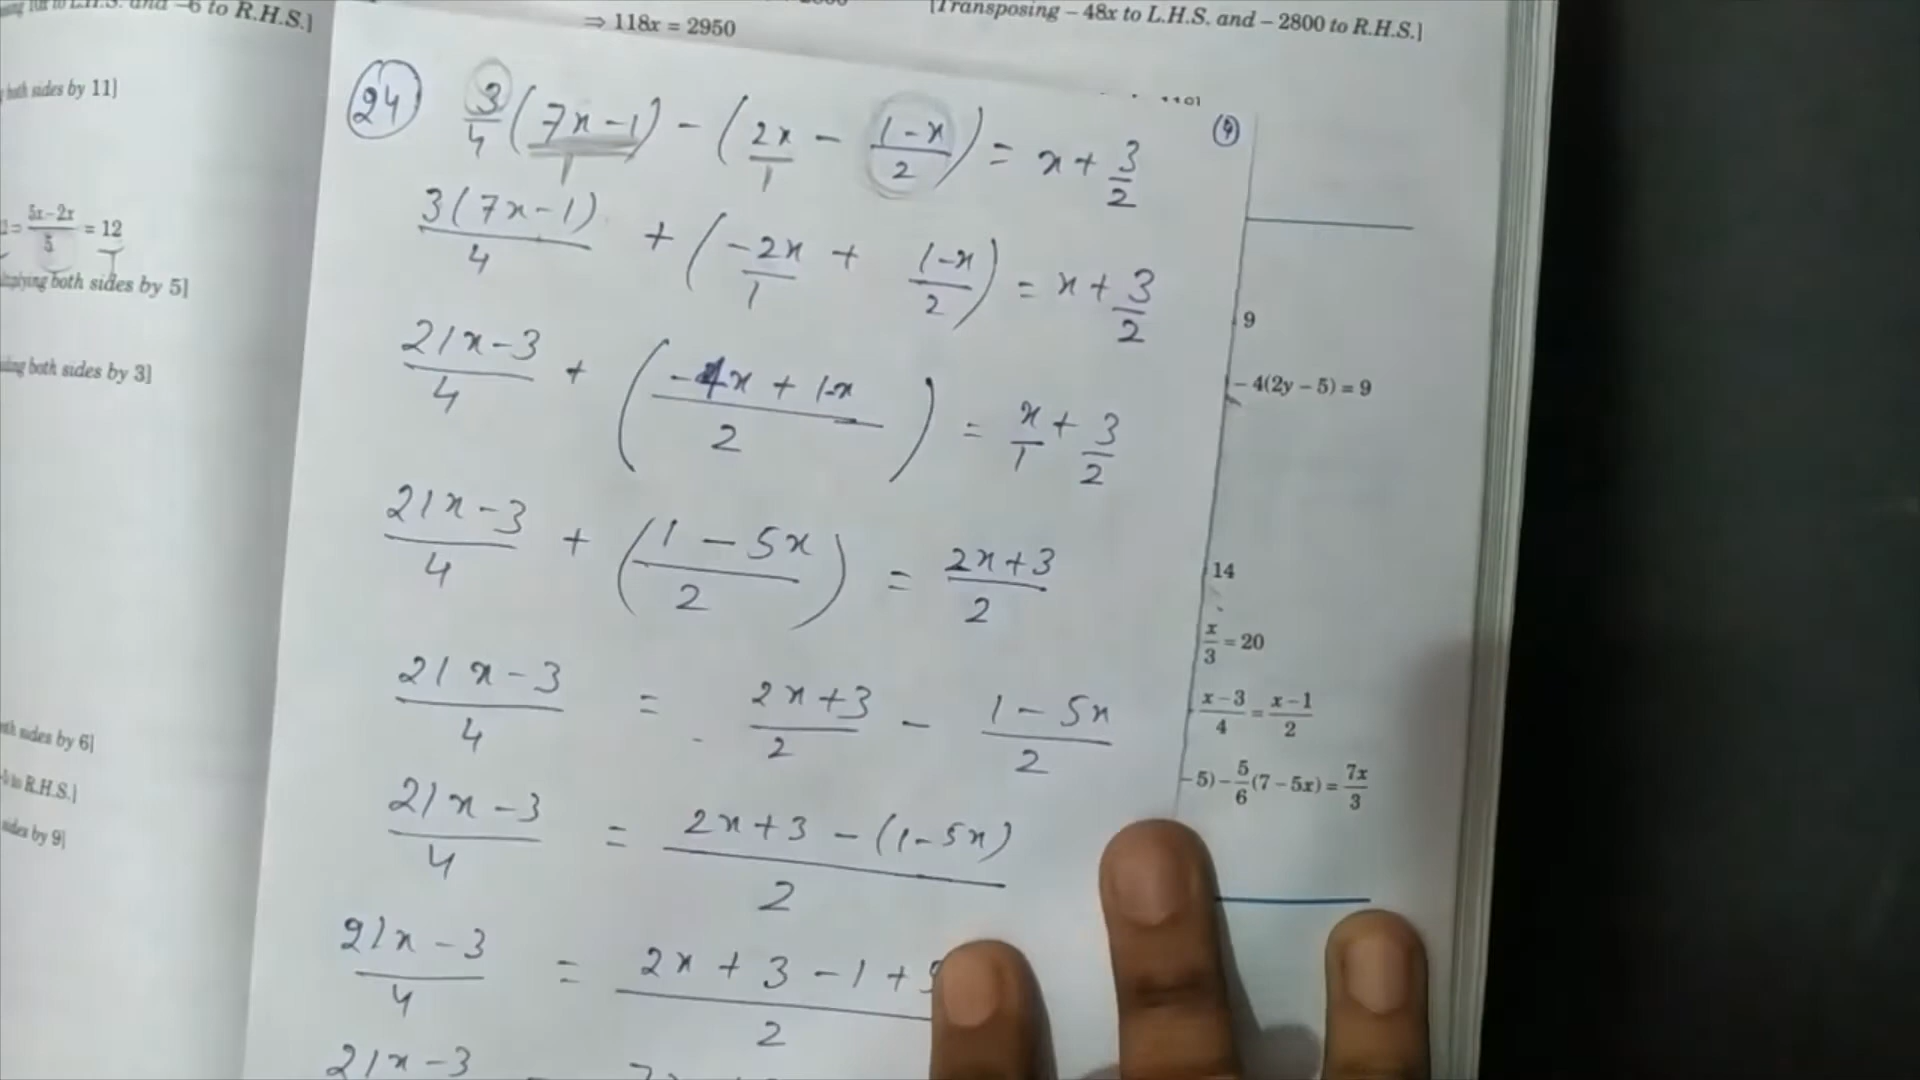 –6 to R.H.S.]
both sides by 11]
5x–2x/5 = 12
both sides by 5]
both sides by 3]
sides by 6]
to R.H.S.]
by 9]
⇒ 118x = 2950
[Transposing – 48x to L.H.S. and – 2800 to R.H.S.]
24 3/4 (7x-1)/1 - (2x/1 - (1-x)/2) = x + 3/2
3(7x-1)/4 + (-2x/1 + (1-x)/2) = x + 3/2
(21x-3)/4 + ((-4x + 1-x)/2) = x/1 + 3/2
(21x-3)/4 + ((1 - 5x)/2) = (2x+3)/2
(21x-3)/4 = (2x+3)/2 - (1-5x)/2
(21x-3)/4 = (2x+3-(1-5x))/2
(21x-3)/4 = (2x+3-1+)/2
21x-3
9
– 4(2y – 5) = 9
14
x/3 = 20
(x – 3)/4 = (x – 1)/2
5) – 5/6 (7 – 5x) = 7x/3